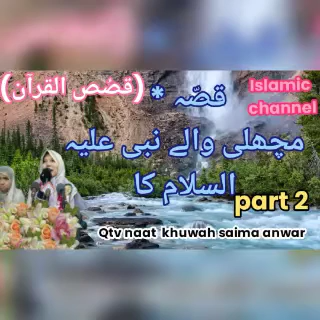 (قصص القرآن)
Islamic
channel
قصّہ *
مچھلی والے نبی علیہ
السلام کا
part 2
Qtv naat khuwah saima anwar